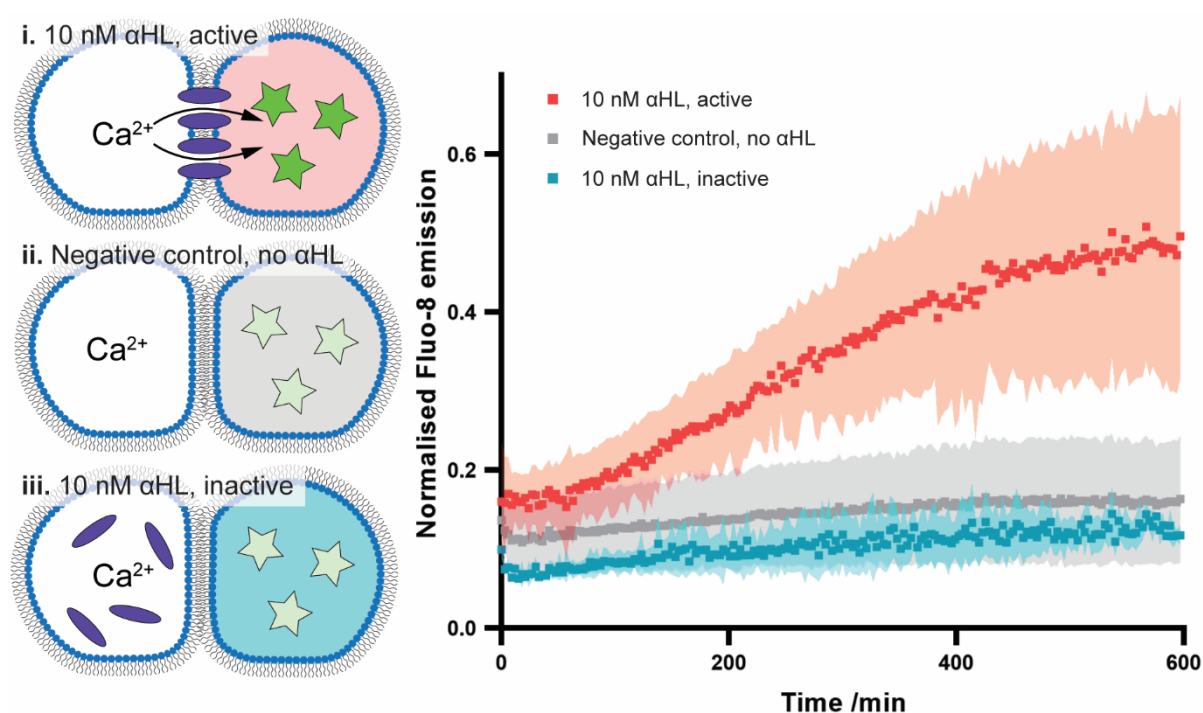 i. 10 nM αHL, active
Ca²⁺
ii. Negative control, no αHL
Ca²⁺
iii. 10 nM αHL, inactive
Ca²⁺
Normalised Fluo-8 emission
10 nM αHL, active
Negative control, no αHL
10 nM αHL, inactive
0.6
0.4
0.2
0.0
0
200
400
600
Time /min